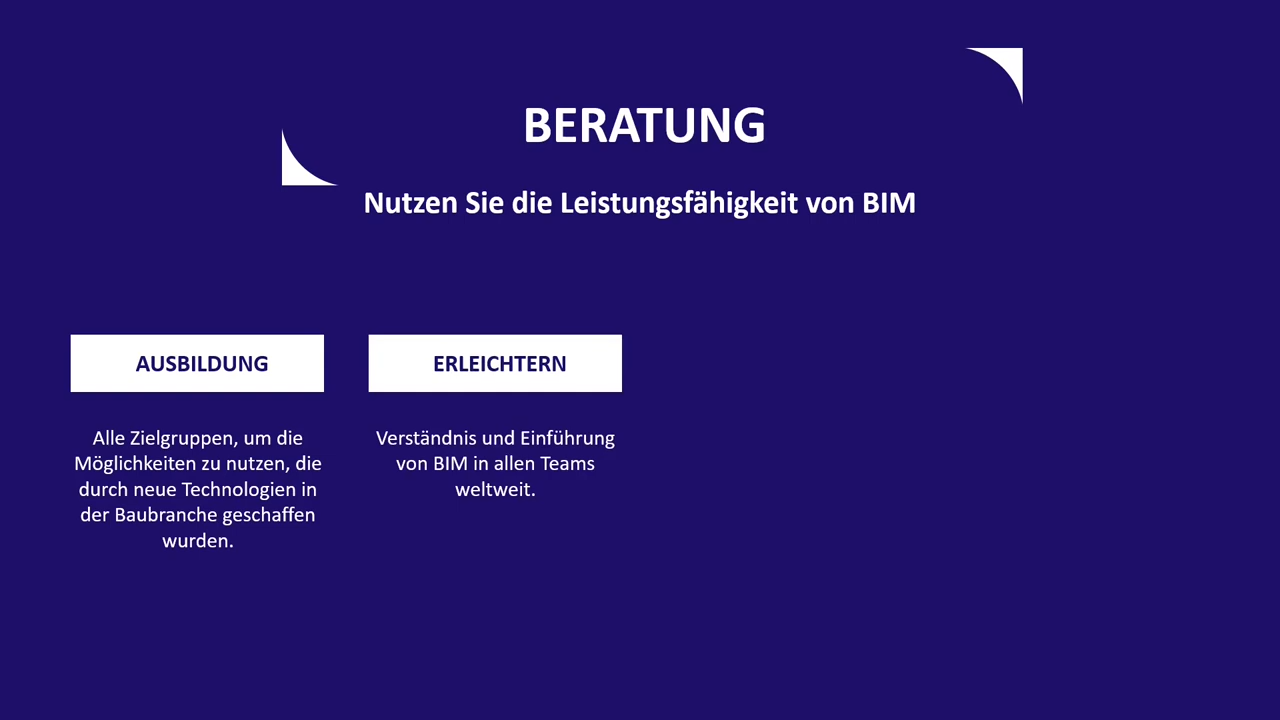 BERATUNG
Nutzen Sie die Leistungsfähigkeit von BIM
AUSBILDUNG
Alle Zielgruppen, um die
Möglichkeiten zu nutzen, die
durch neue Technologien in
der Baubranche geschaffen
wurden.
ERLEICHTERN
Verständnis und Einführung
von BIM in allen Teams
weltweit.